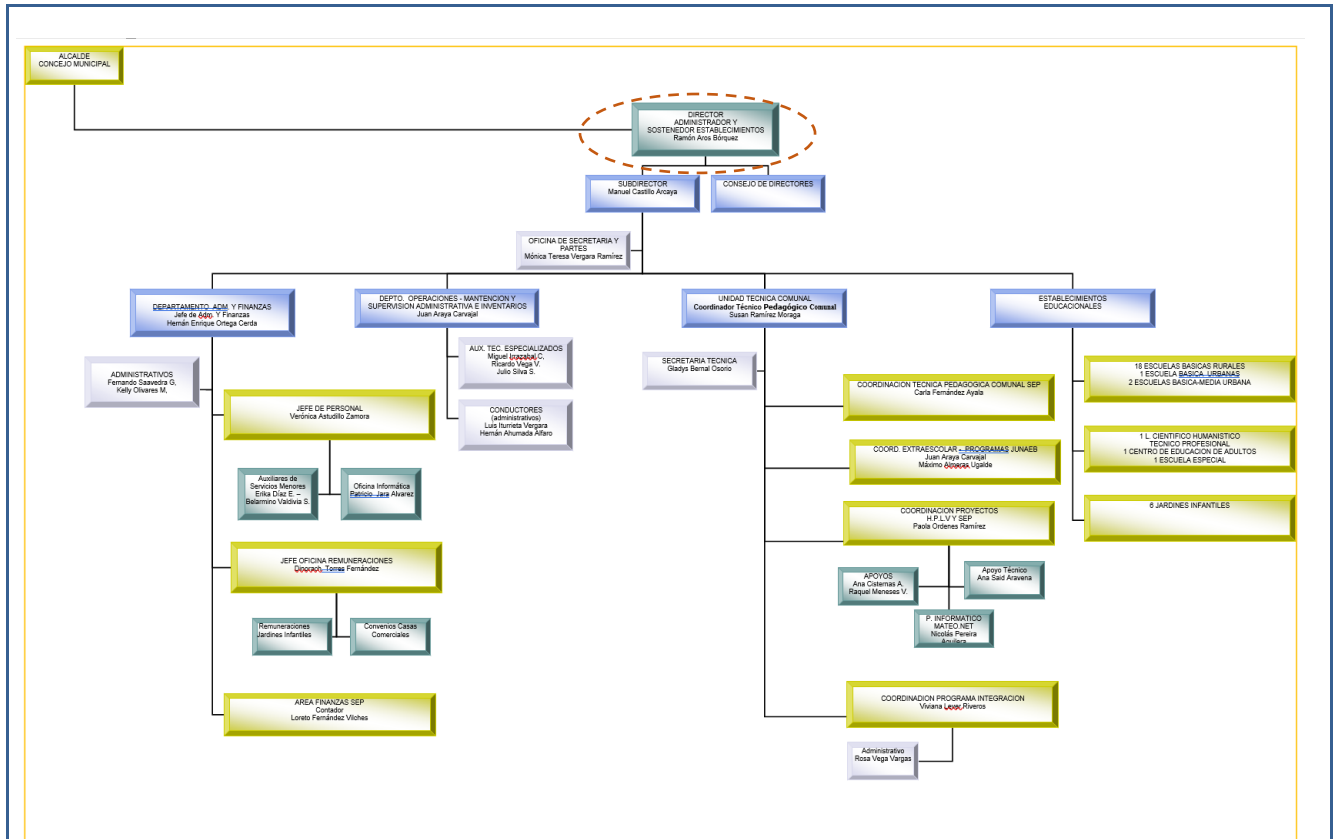 ALCALDE
CONCEJO MUNICIPAL
DIRECTOR
ADMINISTRADOR Y
SOSTENEDOR ESTABLECIMIENTOS
Ramón Aros Bórquez
SUBDIRECTOR
Manuel Castillo Arcaya
CONSEJO DE DIRECTORES
OFICINA DE SECRETARIA Y
PARTES
Mónica Teresa Vergara Ramírez
DEPARTAMENTO ADM Y FINANZAS
Jefe de Adm. Y Finanzas
Hernán Enrique Ortega Cerda
DEPTO. OPERACIONES - MANTENCION Y
SUPERVISION ADMINISTRATIVA E INVENTARIOS
Juan Araya Carvajal
UNIDAD TECNICA COMUNAL
Coordinador Técnico Pedagógico Comunal
Susan Ramírez Moraga
ESTABLECIMIENTOS
EDUCACIONALES
ADMINISTRATIVOS
Fernando Saavedra G,
Kelly Olivares M,
JEFE DE PERSONAL
Verónica Astudillo Zamora
Auxiliares de
Servicios Menores
Erika Díaz E. –
Belarmino Valdivia S.
Oficina Informática
Patricio Jara Alvarez
JEFE OFICINA REMUNERACIONES
Dinorach Torres Fernández
Remuneraciones
Jardines Infantiles
Convenios Casas
Comerciales
AREA FINANZAS SEP
Contador
Loreto Fernández Vilches
AUX. TEC. ESPECIALIZADOS
Miguel Irrazabal C,
Ricardo Vega V.
Julio Silva S.
CONDUCTORES
(administrativos)
Luis Iturrieta Vergara
Hernán Ahumada Alfaro
SECRETARIA TECNICA
Gladys Bernal Osorio
COORDINACION TECNICA PEDAGOGICA COMUNAL SEP
Carla Fernández Ayala
COORD. EXTRAESCOLAR - PROGRAMAS JUNAEB
Juan Araya Carvajal
Máximo Almeras Ugalde
COORDINACION PROYECTOS
H.P.L.V Y SEP
Paola Ordenes Ramírez
APOYOS
Ana Cisternas A.
Raquel Meneses V.
Apoyo Técnico
Ana Said Aravena
P. INFORMATICO
MATEO.NET
Nicolás Pereira
Aguilera
COORDINADION PROGRAMA INTEGRACION
Viviana Leyer Riveros
Administrativo
Rosa Vega Vargas
18 ESCUELAS BASICAS RURALES
1 ESCUELA BASICA URBANAS
2 ESCUELAS BASICA-MEDIA URBANA
1 L. CIENTIFICO HUMANISTICO
TECNICO PROFESIONAL
1 CENTRO DE EDUCACION DE ADULTOS
1 ESCUELA ESPECIAL
6 JARDINES INFANTILES